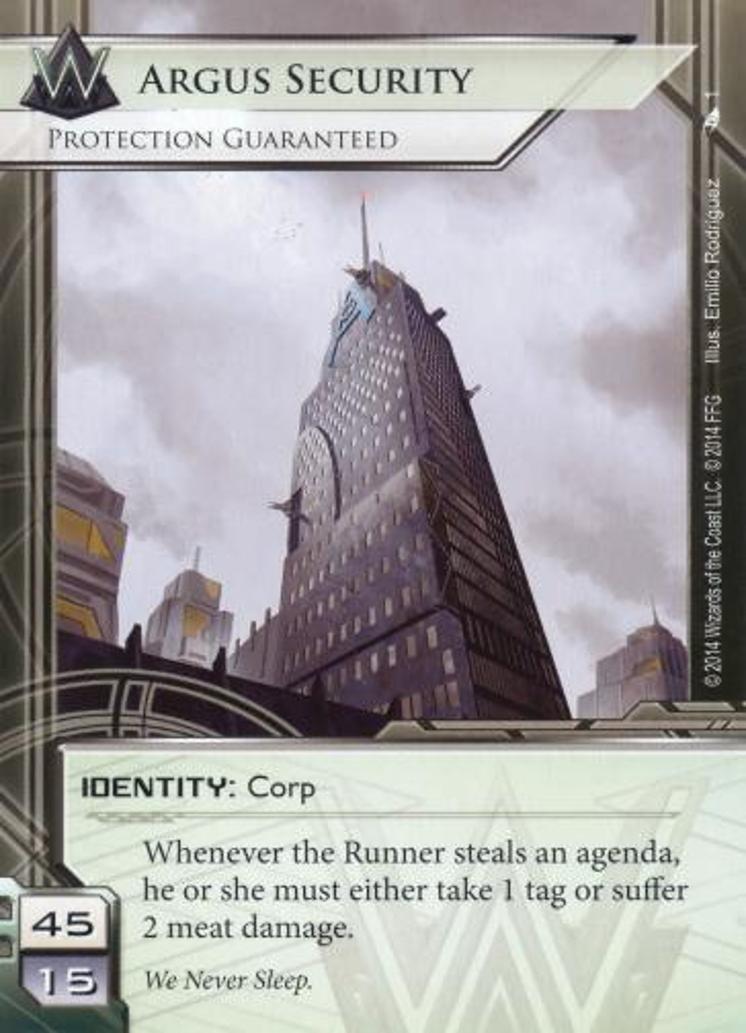 Argus Security
Protection Guaranteed
1
Illus. Emilio Rodriguez
© 2014 Wizards of the Coast LLC. © 2014 FFG
IDENTITY: Corp
Whenever the Runner steals an agenda,
he or she must either take 1 tag or suffer
2 meat damage.
We Never Sleep.
45
15